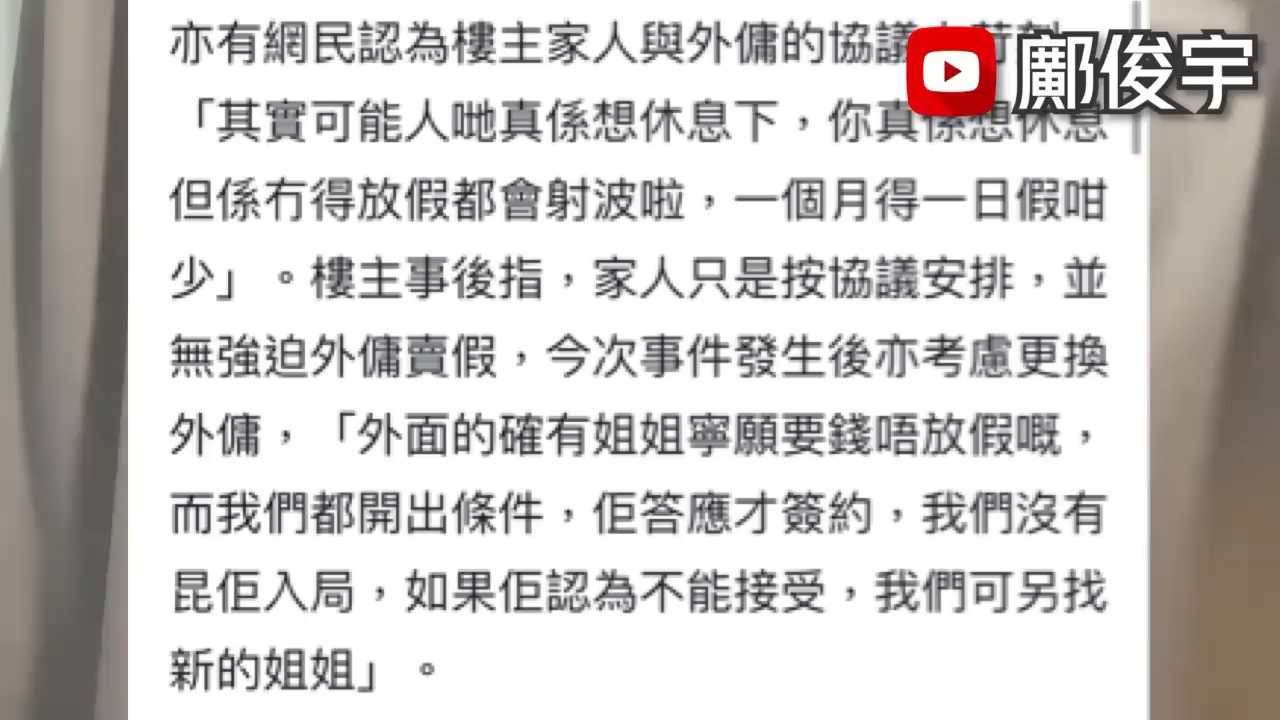 亦有網民認為樓主家人與外傭的協議
鄺俊宇
「其實可能人哋真係想休息下，你真係想休息
但係冇得放假都會射波啦，一個月得一日假咁
少」。樓主事後指，家人只是按協議安排，並
無強迫外傭賣假，今次事件發生後亦考慮更換
外傭，「外面的確有姐姐寧願要錢唔放假嘅，
而我們都開出條件，佢答應才簽約，我們沒有
昆佢入局，如果佢認為不能接受，我們可另找
新的姐姐」。